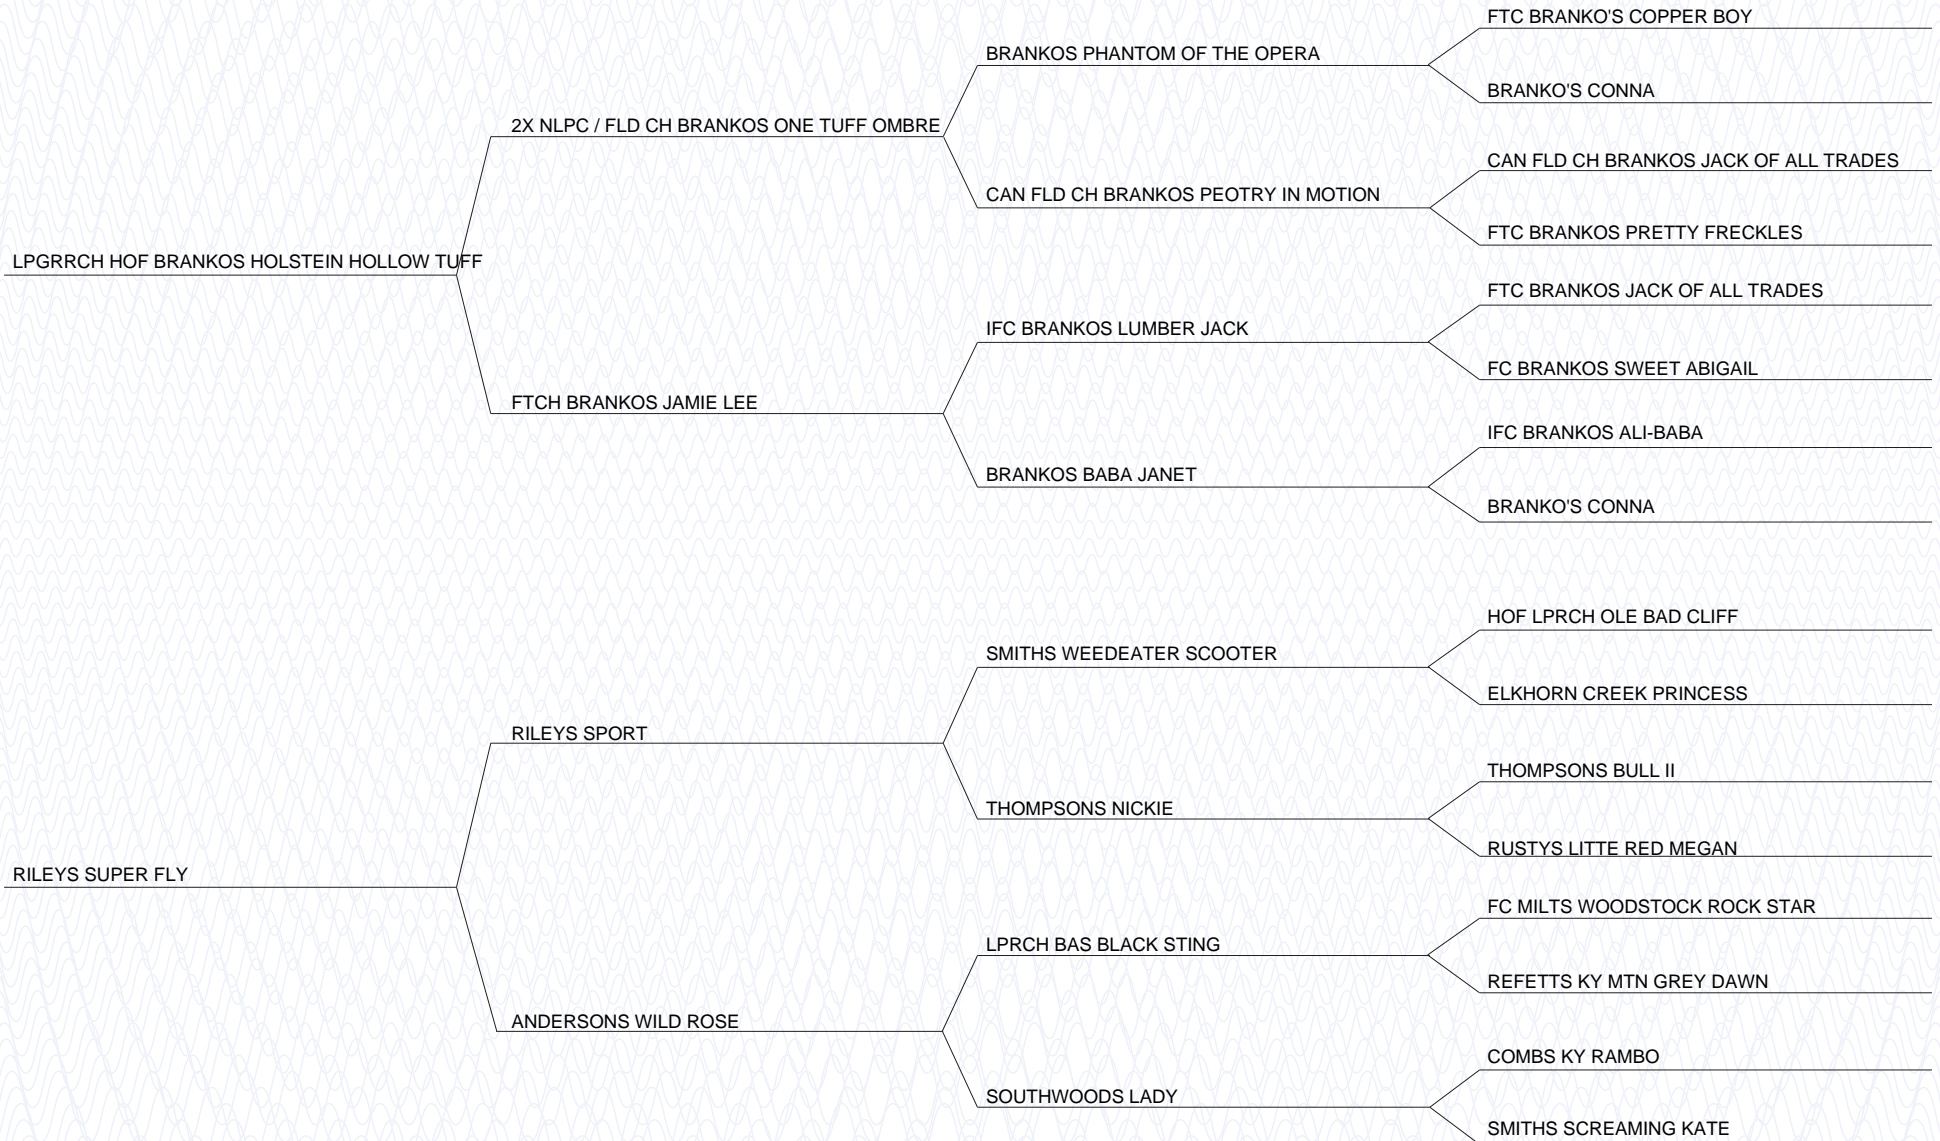 FTC BRANKO'S COPPER BOY
BRANKOS PHANTOM OF THE OPERA
BRANKO'S CONNA
2X NLPC / FLD CH BRANKOS ONE TUFF OMBRE
CAN FLD CH BRANKOS JACK OF ALL TRADES
CAN FLD CH BRANKOS PEOTRY IN MOTION
FTC BRANKOS PRETTY FRECKLES
LPGRRCH HOF BRANKOS HOLSTEIN HOLLOW TUFF
FTC BRANKOS JACK OF ALL TRADES
IFC BRANKOS LUMBER JACK
FC BRANKOS SWEET ABIGAIL
FTCH BRANKOS JAMIE LEE
IFC BRANKOS ALI-BABA
BRANKOS BABA JANET
BRANKO'S CONNA
HOF LPRCH OLE BAD CLIFF
SMITHS WEEDEATER SCOOTER
ELKHORN CREEK PRINCESS
RILEYS SPORT
THOMPSONS BULL II
THOMPSONS NICKIE
RUSTYS LITTE RED MEGAN
RILEYS SUPER FLY
FC MILTS WOODSTOCK ROCK STAR
LPRCH BAS BLACK STING
REFETTS KY MTN GREY DAWN
ANDERSONS WILD ROSE
COMBS KY RAMBO
SOUTHWOODS LADY
SMITHS SCREAMING KATE